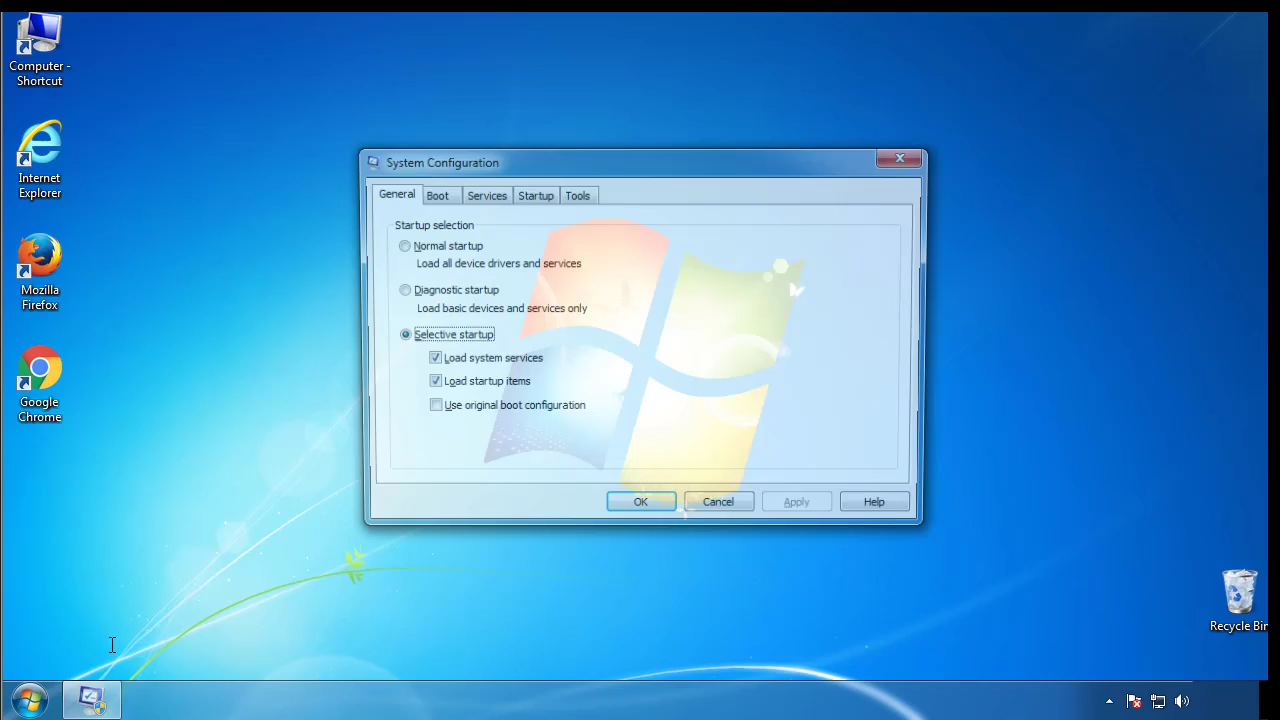 Computer -
Shortcut
Internet
Explorer
Mozilla
Firefox
Google
Chrome
System Configuration
General Boot Services Startup Tools
Startup selection
Normal startup
Load all device drivers and services
Diagnostic startup
Load basic devices and services only
Selective startup
Load system services
Load startup items
Use original boot configuration
OK Cancel Apply Help
Recycle Bin